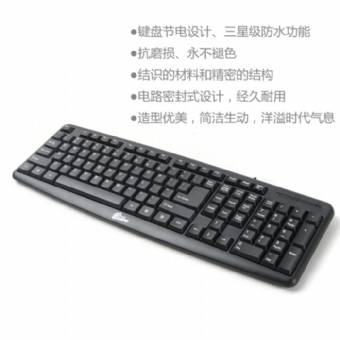 ●键盘节电设计、三星级防水功能
●抗磨损、永不褪色
●结识的材料和精密的结构
●电路密封式设计，经久耐用
●造型优美，简洁生动，洋溢时代气息